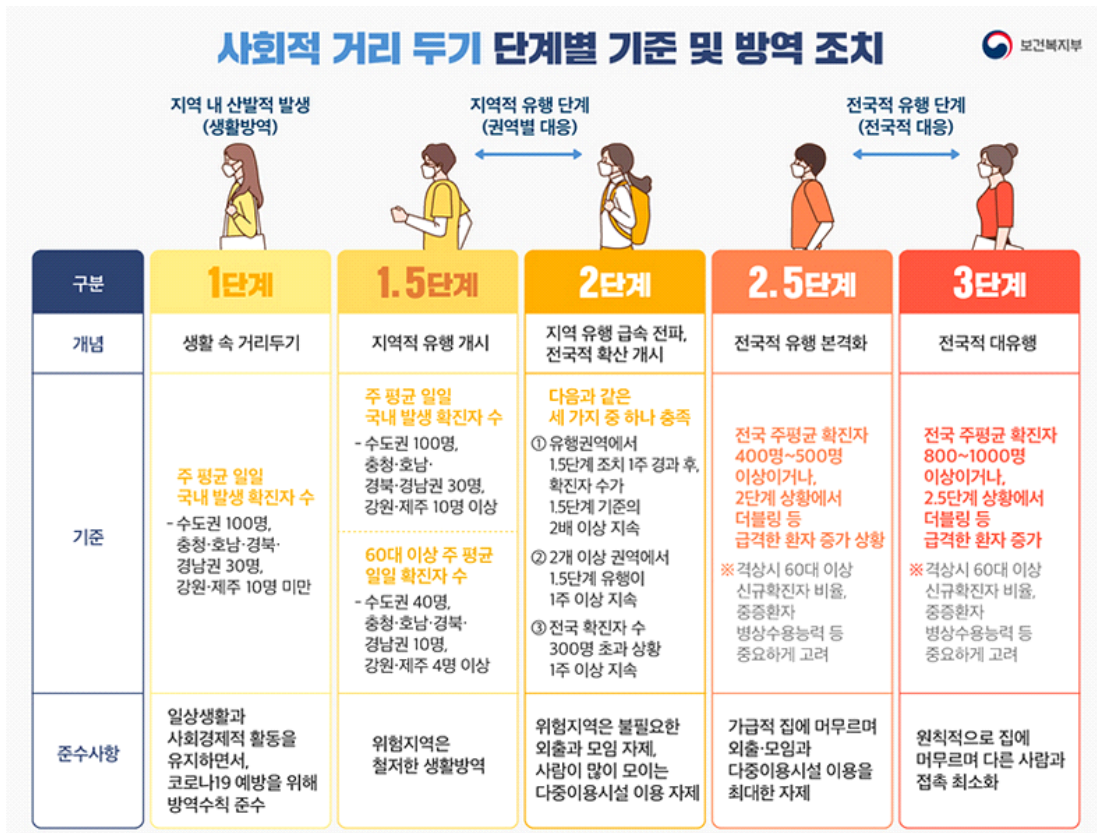 사회적 거리 두기 단계별 기준 및 방역 조치
보건복지부
지역 내 산발적 발생
(생활방역)
지역적 유행 단계
(권역별 대응)
전국적 유행 단계
(전국적 대응)
구분
1단계
1.5단계
2단계
2.5단계
3단계
개념
생활 속 거리두기
지역적 유행 개시
지역 유행 급속 전파,
전국적 확산 개시
전국적 유행 본격화
전국적 대유행
기준
주 평균 일일
국내 발생 확진자 수
- 수도권 100명,
충청·호남·경북·
경남권 30명,
강원·제주 10명 미만
주 평균 일일
국내 발생 확진자 수
- 수도권 100명,
충청·호남·
경북·경남권 30명,
강원·제주 10명 이상
60대 이상 주 평균
일일 확진자 수
- 수도권 40명,
충청·호남·경북·
경남권 10명,
강원·제주 4명 이상
다음과 같은
세 가지 중 하나 충족
① 유행권역에서
1.5단계 조치 1주 경과 후,
확진자 수가
1.5단계 기준의
2배 이상 지속
② 2개 이상 권역에서
1.5단계 유행이
1주 이상 지속
③ 전국 확진자 수
300명 초과 상황
1주 이상 지속
전국 주평균 확진자
400명~500명
이상이거나,
2단계 상황에서
더블링 등
급격한 환자 증가 상황
※격상시 60대 이상
신규확진자 비율,
중증환자
병상수용능력 등
중요하게 고려
전국 주평균 확진자
800~1000명
이상이거나,
2.5단계 상황에서
더블링 등
급격한 환자 증가
※격상시 60대 이상
신규확진자 비율,
중증환자
병상수용능력 등
중요하게 고려
준수사항
일상생활과
사회경제적 활동을
유지하면서,
코로나19 예방을 위해
방역수칙 준수
위험지역은
철저한 생활방역
위험지역은 불필요한
외출과 모임 자제,
사람이 많이 모이는
다중이용시설 이용 자제
가급적 집에 머무르며
외출·모임과
다중이용시설 이용을
최대한 자제
원칙적으로 집에
머무르며 다른 사람과
접촉 최소화